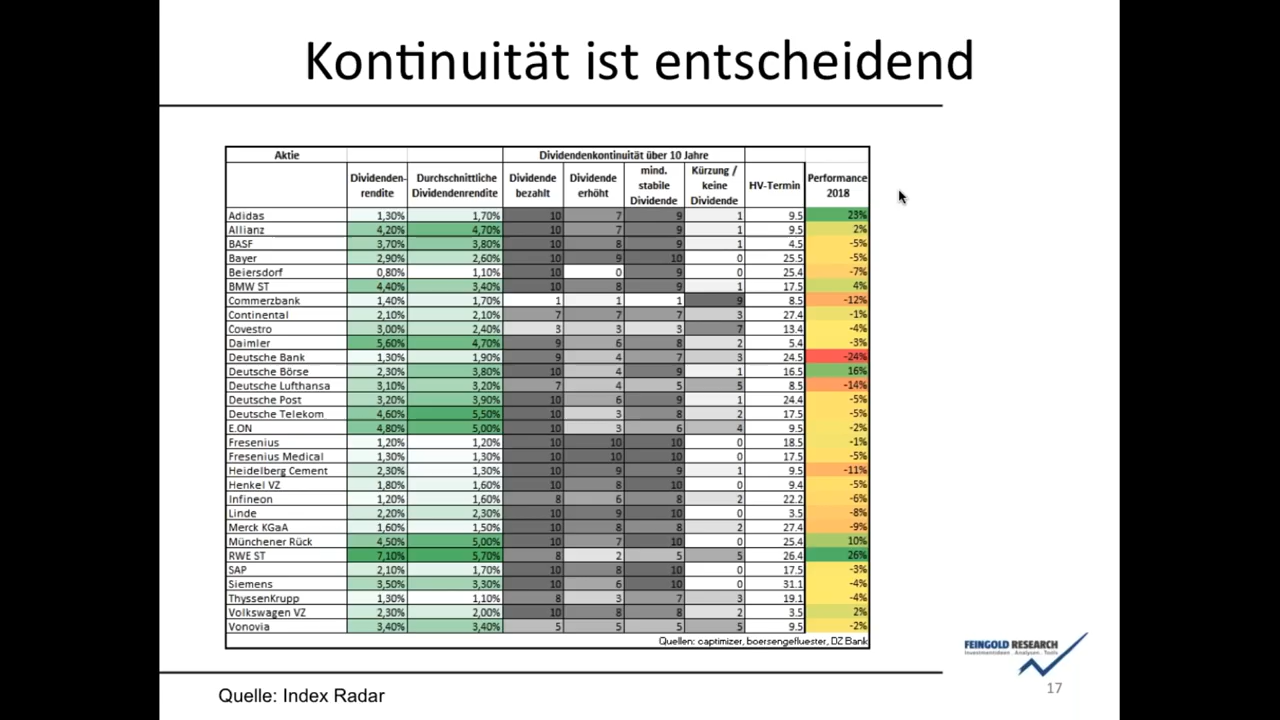 Kontinuität ist entscheidend
Aktie Dividendenkontinuität über 10 Jahre
Dividenden-rendite Durchschnittliche Dividendenrendite Dividende bezahlt Dividende erhöht mind. stabile Dividende Kürzung / keine Dividende HV-Termin Performance 2018
Adidas 1,30% 1,70% 10 7 9 1 9.5 23%
Allianz 4,20% 4,70% 10 7 9 1 9.5 2%
BASF 3,70% 3,80% 10 8 9 1 4.5 -5%
Bayer 2,90% 2,60% 10 9 10 0 25.5 -5%
Beiersdorf 0,80% 1,10% 10 0 9 0 25.4 -7%
BMW ST 4,40% 3,40% 10 8 9 1 17.5 4%
Commerzbank 1,40% 1,70% 1 1 1 9 8.5 -12%
Continental 2,10% 2,10% 7 7 7 3 27.4 -1%
Covestro 3,00% 2,40% 3 3 3 7 13.4 -4%
Daimler 5,60% 4,70% 9 6 8 2 5.4 -3%
Deutsche Bank 1,30% 1,90% 9 4 7 3 24.5 -24%
Deutsche Börse 2,30% 3,80% 10 4 9 1 16.5 16%
Deutsche Lufthansa 3,10% 3,20% 7 4 5 5 8.5 -14%
Deutsche Post 3,20% 3,90% 10 6 9 1 24.4 -5%
Deutsche Telekom 4,60% 5,50% 10 3 8 2 17.5 -5%
E.ON 4,80% 5,00% 10 3 6 4 9.5 -2%
Fresenius 1,20% 1,20% 10 10 10 0 18.5 -1%
Fresenius Medical 1,30% 1,30% 10 10 10 0 17.5 -5%
Heidelberg Cement 2,30% 1,30% 10 9 9 1 9.5 -11%
Henkel VZ 1,80% 1,60% 10 8 10 0 9.4 -5%
Infineon 1,20% 1,60% 8 6 8 2 22.2 -6%
Linde 2,20% 2,30% 10 9 10 0 3.5 -8%
Merck KGaA 1,60% 1,50% 10 8 8 2 27.4 -9%
Münchener Rück 4,50% 5,00% 10 7 10 0 25.4 10%
RWE ST 7,10% 5,70% 8 2 5 5 26.4 26%
SAP 2,10% 1,70% 10 8 10 0 17.5 -3%
Siemens 3,50% 3,30% 10 6 10 0 31.1 -4%
ThyssenKrupp 1,30% 1,10% 8 3 7 3 19.1 -4%
Volkswagen VZ 2,30% 2,00% 10 8 8 2 3.5 2%
Vonovia 3,40% 3,40% 5 5 5 5 9.5 -2%
Quellen: captimizer, boersengefluester, DZ Bank
FEINGOLD RESEARCH
Investmentideen . Analysen . Tools
17
Quelle: Index Radar